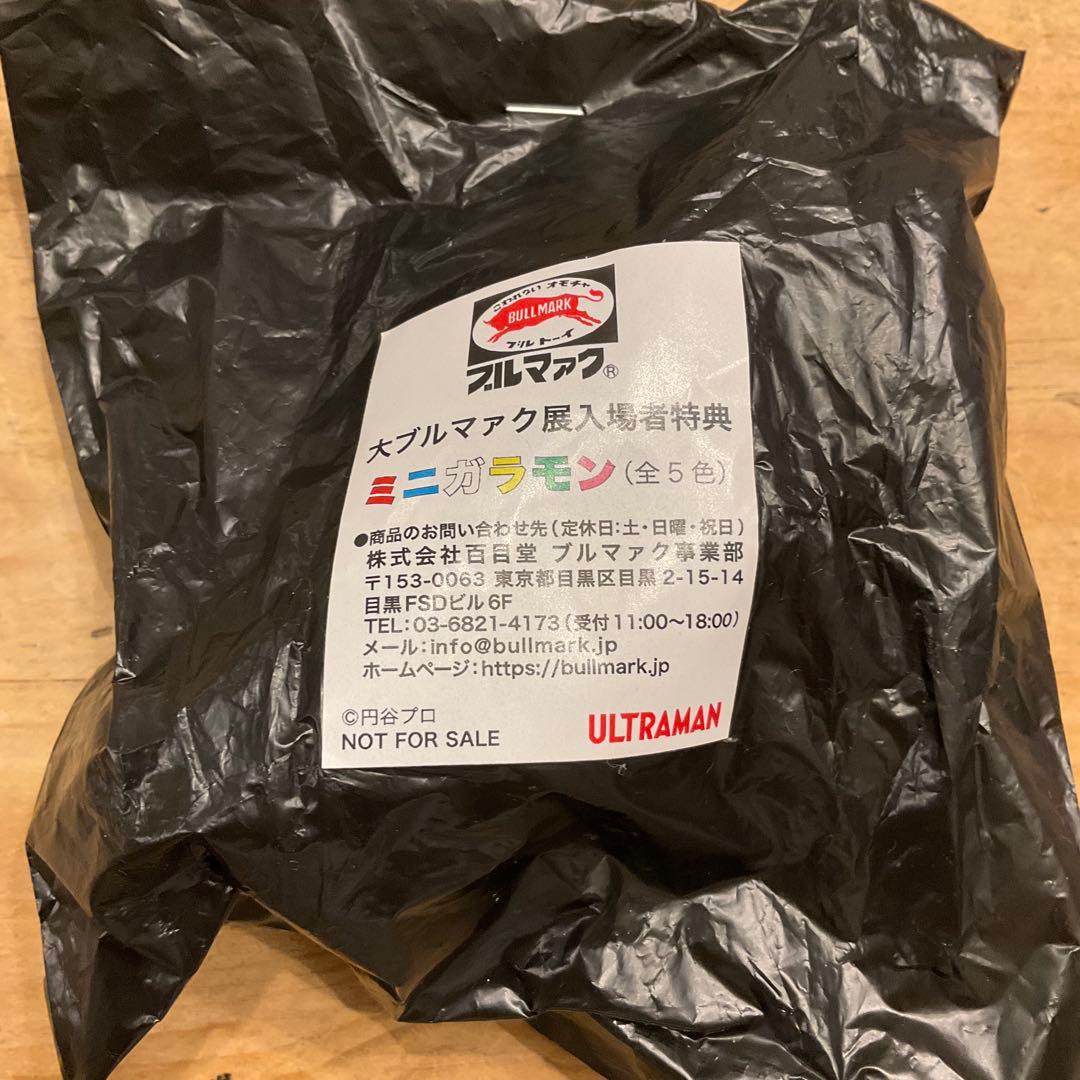 こわれない オモチャ
BULLMARK
ブルトーイ
ブルマァク®
大ブルマァク展入場者特典
ミニガラモン(全5色)
●商品のお問い合わせ先(定休日:土・日曜・祝日)
株式会社百目堂 ブルマァク事業部
〒153-0063 東京都目黒区目黒2-15-14
目黒FSDビル6F
TEL:03-6821-4173(受付11:00〜18:00)
メール:info@bullmark.jp
ホームページ:https://bullmark.jp
©円谷プロ
NOT FOR SALE
ULTRAMAN